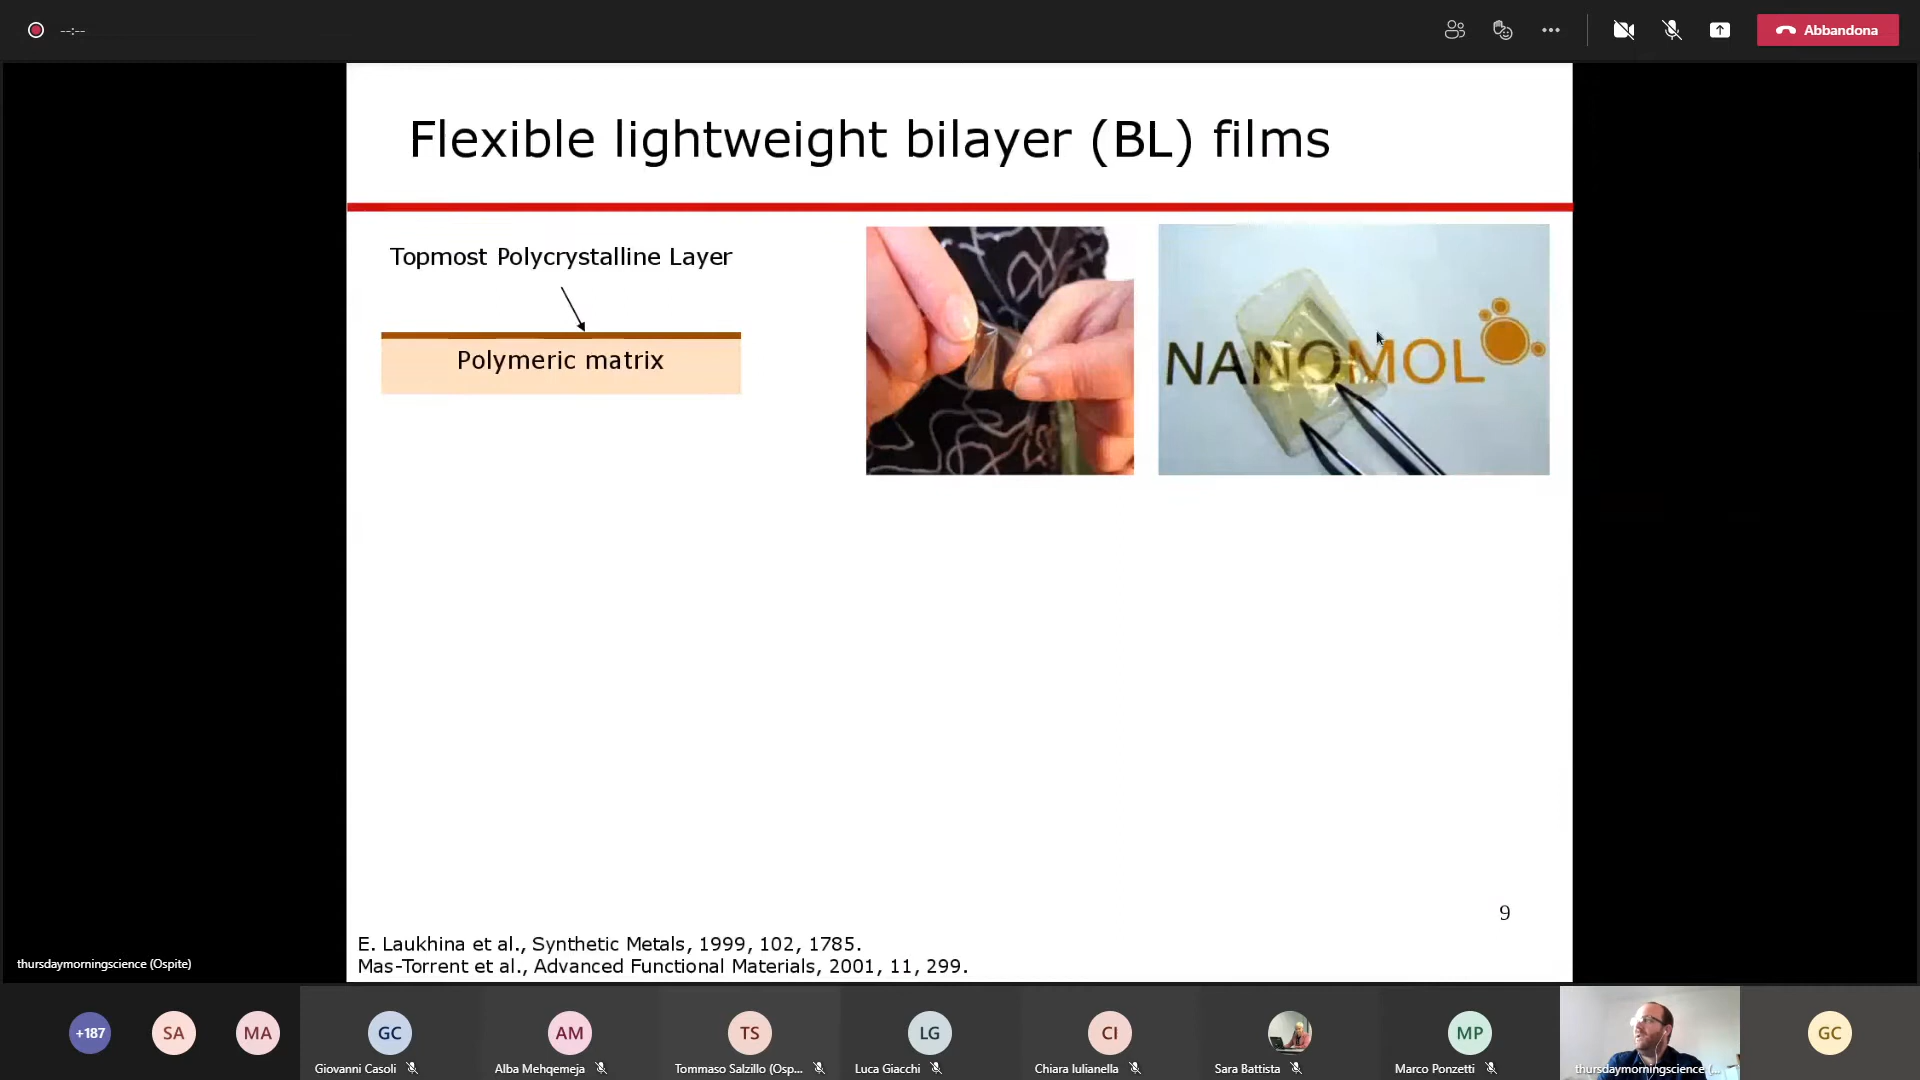 --:--
Abbandona
Flexible lightweight bilayer (BL) films
Topmost Polycrystalline Layer
Polymeric matrix
NANOMOL
9
E. Laukhina et al., Synthetic Metals, 1999, 102, 1785.
Mas-Torrent et al., Advanced Functional Materials, 2001, 11, 299.
thursdaymorningscience (Ospite)
+187
SA
MA
GC
AM
TS
LG
CI
MP
GC
Giovanni Casoli
Alba Mehqemeja
Tommaso Salzillo (Osp...
Luca Giacchi
Chiara Iulianella
Sara Battista
Marco Ponzetti
thursdaymorningscience (...